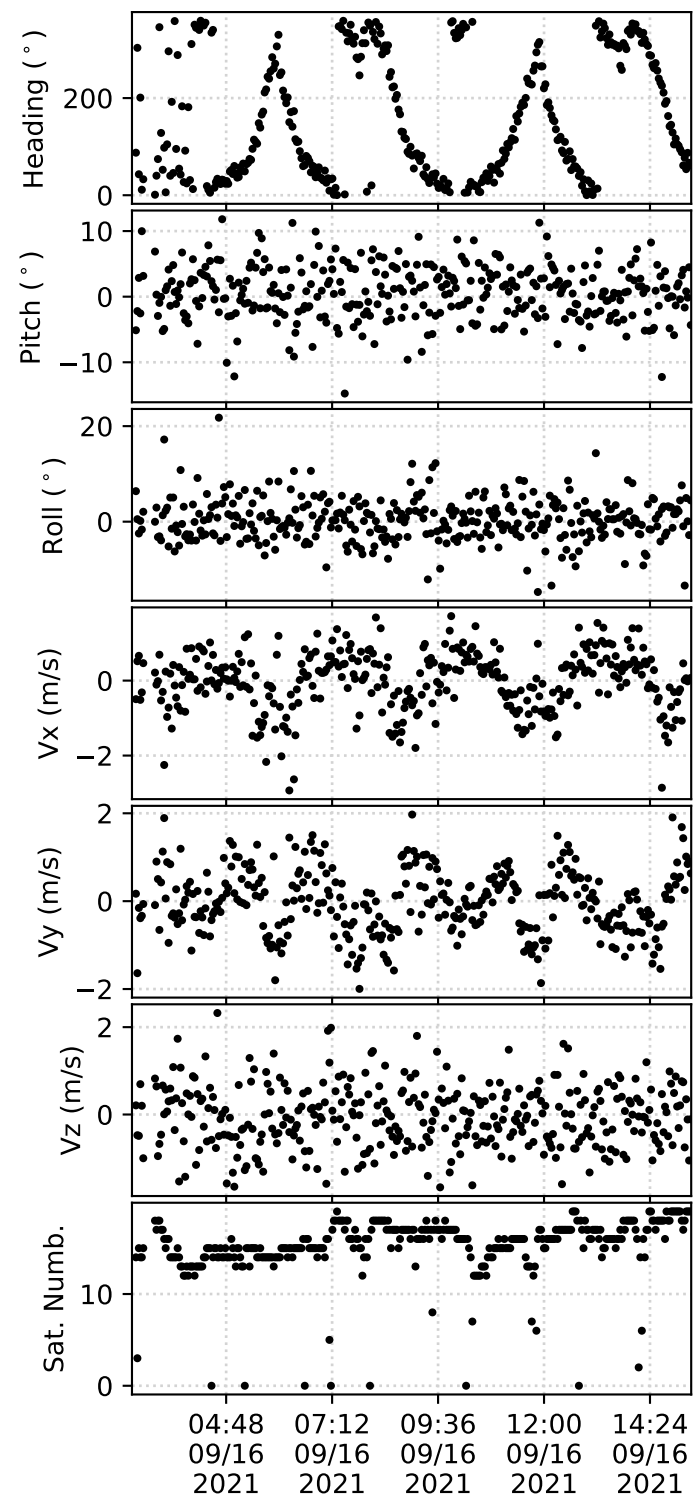 Heading (°)
200
0
Pitch (°)
10
0
−10
Roll (°)
20
0
Vx (m/s)
0
−2
Vy (m/s)
2
0
−2
Vz (m/s)
2
0
Sat. Numb.
10
0
04:48 07:12 09:36 12:00 14:24
09/16 09/16 09/16 09/16 09/16
2021 2021 2021 2021 2021